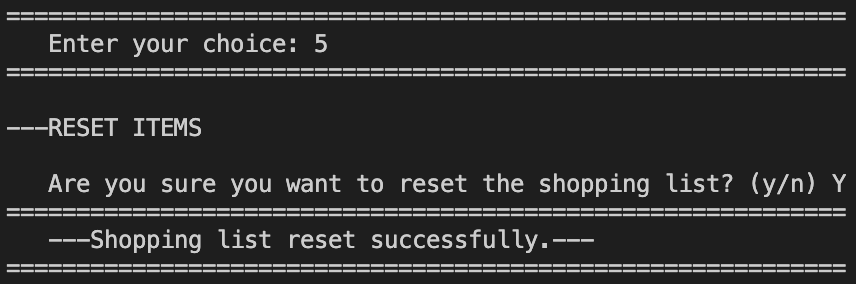 ============================================================
   Enter your choice: 5
============================================================
---RESET ITEMS
   Are you sure you want to reset the shopping list? (y/n) Y
============================================================
   ---Shopping list reset successfully.---
============================================================